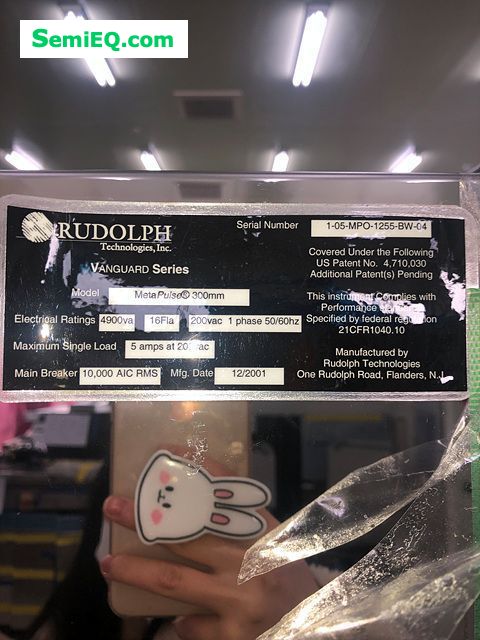 SemiEQ.com
RUDOLPH
Technologies, Inc.
VANGUARD Series
Model MetaPulse® 300mm
Electrical Ratings 4900va 16Fla 200vac 1 phase 50/60hz
Maximum Single Load 5 amps at vac
Main Breaker 10,000 AIC RMS Mfg. Date 12/2001
Serial Number 1-05-MPO-1255-BW-04
Covered Under the Following
US Patent No. 4,710,030
Additional Patent(s) Pending
This instrument Complies with
Performance
Specified by federal regulation
21CFR1040.10
Manufactured by
Rudolph Technologies
One Rudolph Road, Flanders, N.J.